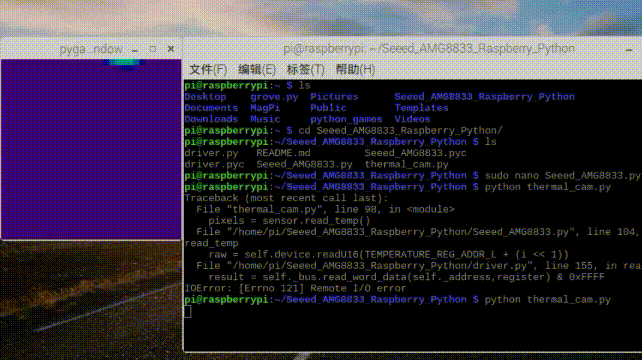 pyga..ndow
pi@raspberrypi: ~/Seeed_AMG8833_Raspberry_Python
文件(F) 编辑(E) 标签(T) 帮助(H)
pi@raspberrypi:~ $ ls
Desktop grove.py Pictures Seeed_AMG8833_Raspberry_Python
Documents MagPi Public Templates
Downloads Music python_games Videos
pi@raspberrypi:~ $ cd Seeed_AMG8833_Raspberry_Python/
pi@raspberrypi:~/Seeed_AMG8833_Raspberry_Python $ ls
driver.py README.md Seeed_AMG8833.pyc
driver.pyc Seeed_AMG8833.py thermal_cam.py
pi@raspberrypi:~/Seeed_AMG8833_Raspberry_Python $ sudo nano Seeed_AMG8833.py
pi@raspberrypi:~/Seeed_AMG8833_Raspberry_Python $ python thermal_cam.py
Traceback (most recent call last):
File "thermal_cam.py", line 98, in <module>
pixels = sensor.read_temp()
File "/home/pi/Seeed_AMG8833_Raspberry_Python/Seeed_AMG8833.py", line 104,
read_temp
raw = self.device.readU16(TEMPERATURE_REG_ADDR_L + (i << 1))
File "/home/pi/Seeed_AMG8833_Raspberry_Python/driver.py", line 155, in rea
result = self._bus.read_word_data(self._address,register) & 0xFFFF
IOError: [Errno 121] Remote I/O error
pi@raspberrypi:~/Seeed_AMG8833_Raspberry_Python $ python thermal_cam.py